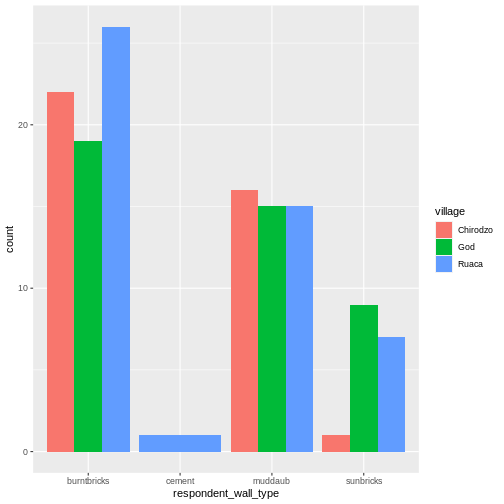 20
10
0
count
burntbricks cement muddaub sunbricks
respondent_wall_type
village
Chirodzo
God
Ruaca